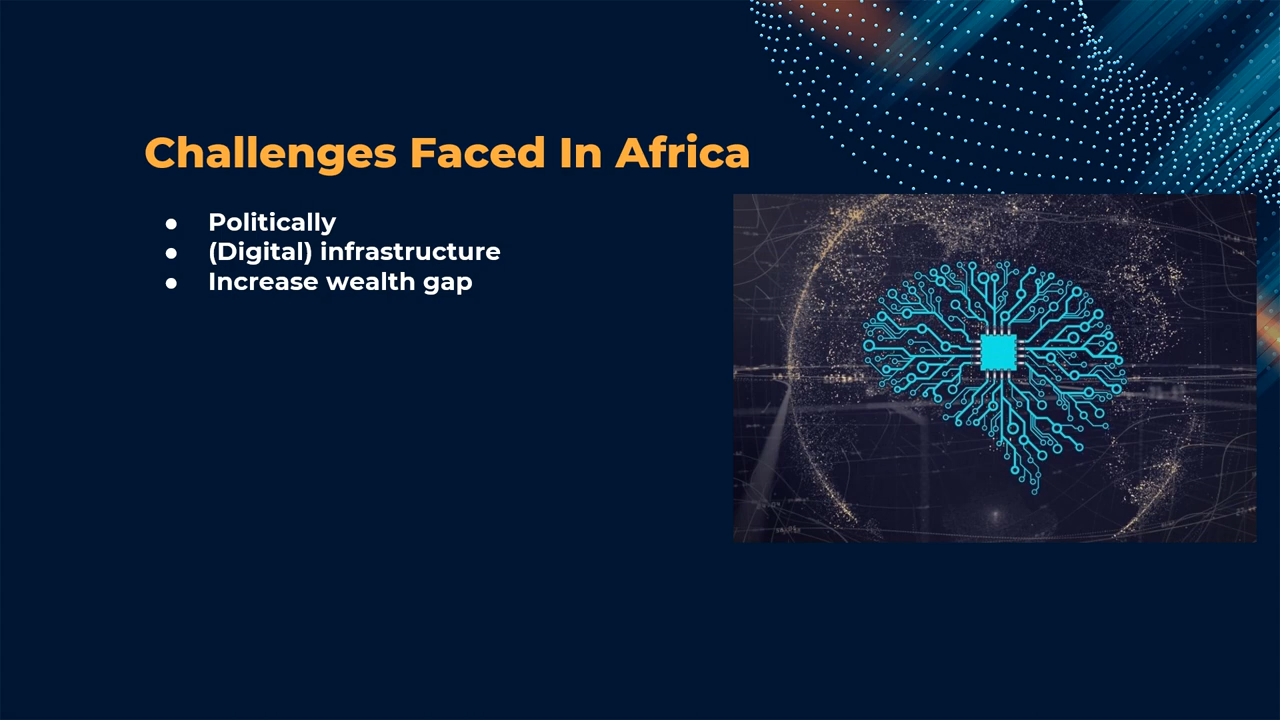 Challenges Faced In Africa
● Politically
● (Digital) infrastructure
● Increase wealth gap